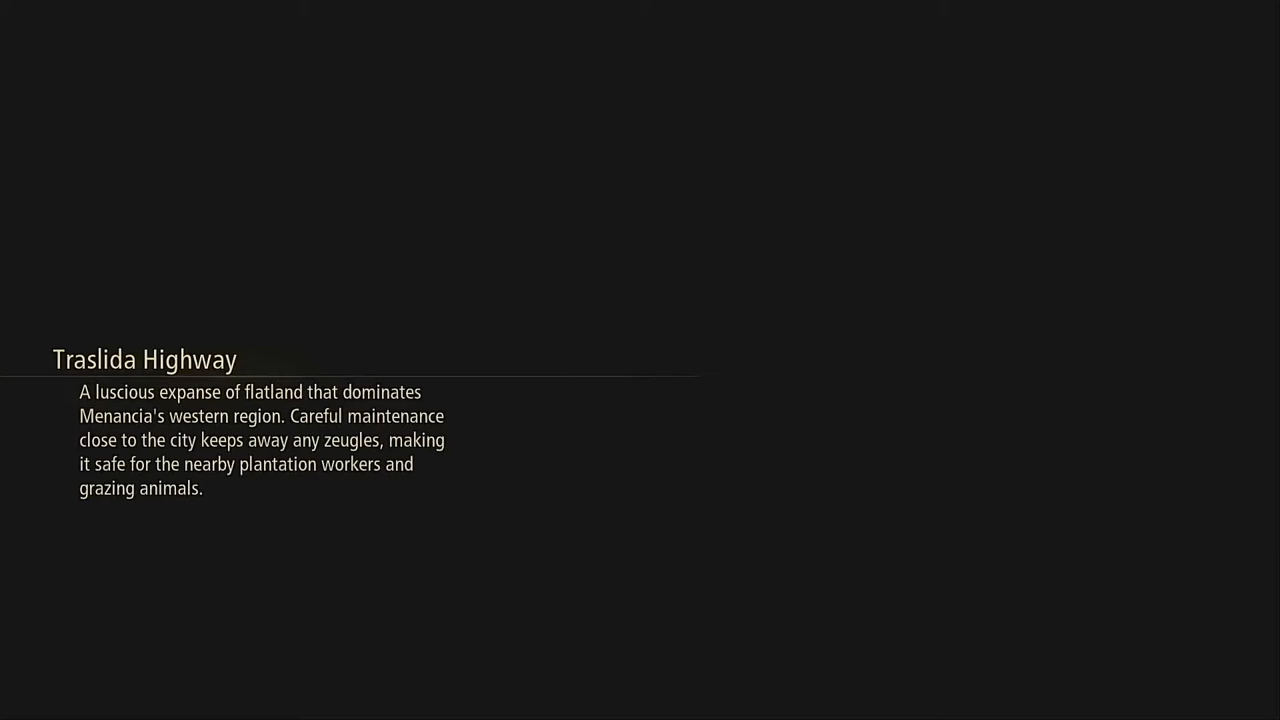 Traslida Highway
A luscious expanse of flatland that dominates
Menancia's western region. Careful maintenance
close to the city keeps away any zeugles, making
it safe for the nearby plantation workers and
grazing animals.